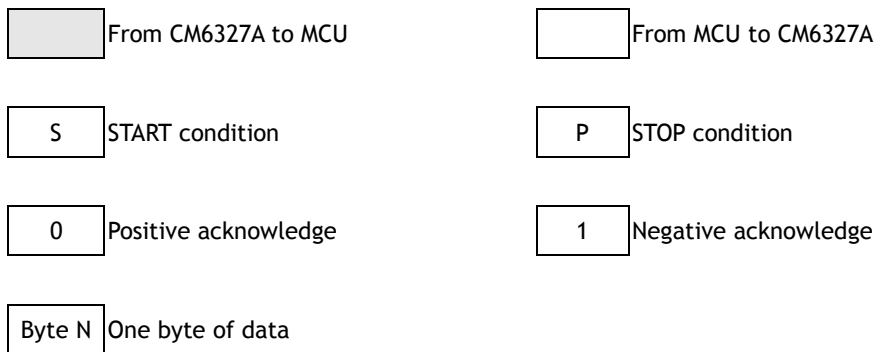 From CM6327A to MCU
From MCU to CM6327A
S START condition
P STOP condition
0 Positive acknowledge
1 Negative acknowledge
Byte N One byte of data